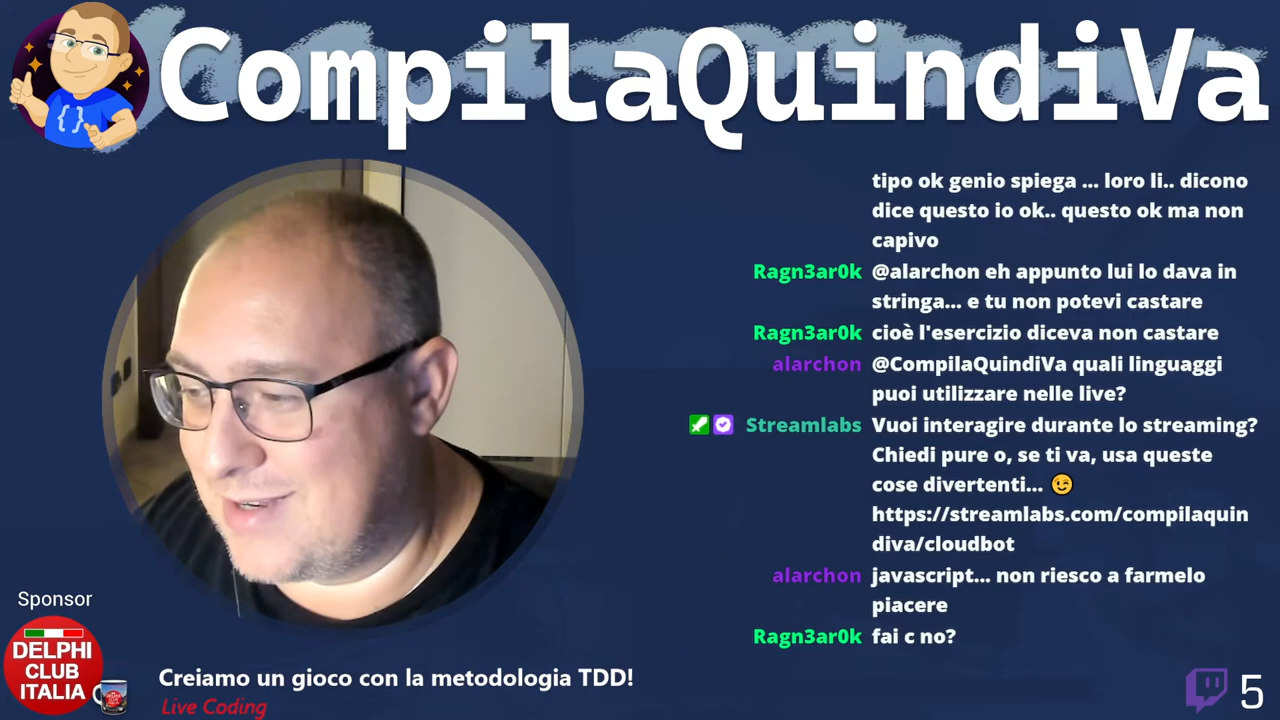 CompilaQuindiVa
{}
tipo ok genio spiega ... loro li.. dicono
dice questo io ok.. questo ok ma non
capivo
Ragn3ar0k @alarchon eh appunto lui lo dava in
stringa... e tu non potevi castare
Ragn3ar0k cioè l'esercizio diceva non castare
alarchon @CompilaQuindiVa quali linguaggi
puoi utilizzare nelle live?
Streamlabs Vuoi interagire durante lo streaming?
Chiedi pure o, se ti va, usa queste
cose divertenti... 😉
https://streamlabs.com/compilaquin
diva/cloudbot
alarchon javascript... non riesco a farmelo
piacere
Ragn3ar0k fai c no?
Sponsor
DELPHI
CLUB
ITALIA
Creiamo un gioco con la metodologia TDD!
Live Coding
5